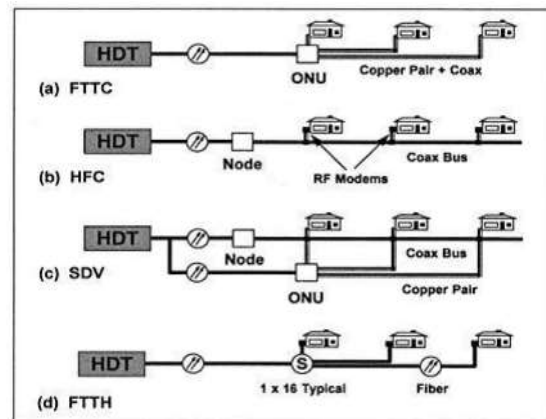 HDT
ONU
Copper Pair + Coax
(a) FTTC
HDT
Node
RF Modems
Coax Bus
(b) HFC
HDT
Node
Coax Bus
(c) SDV
ONU
Copper Pair
HDT
S
1 x 16 Typical
Fiber
(d) FTTH